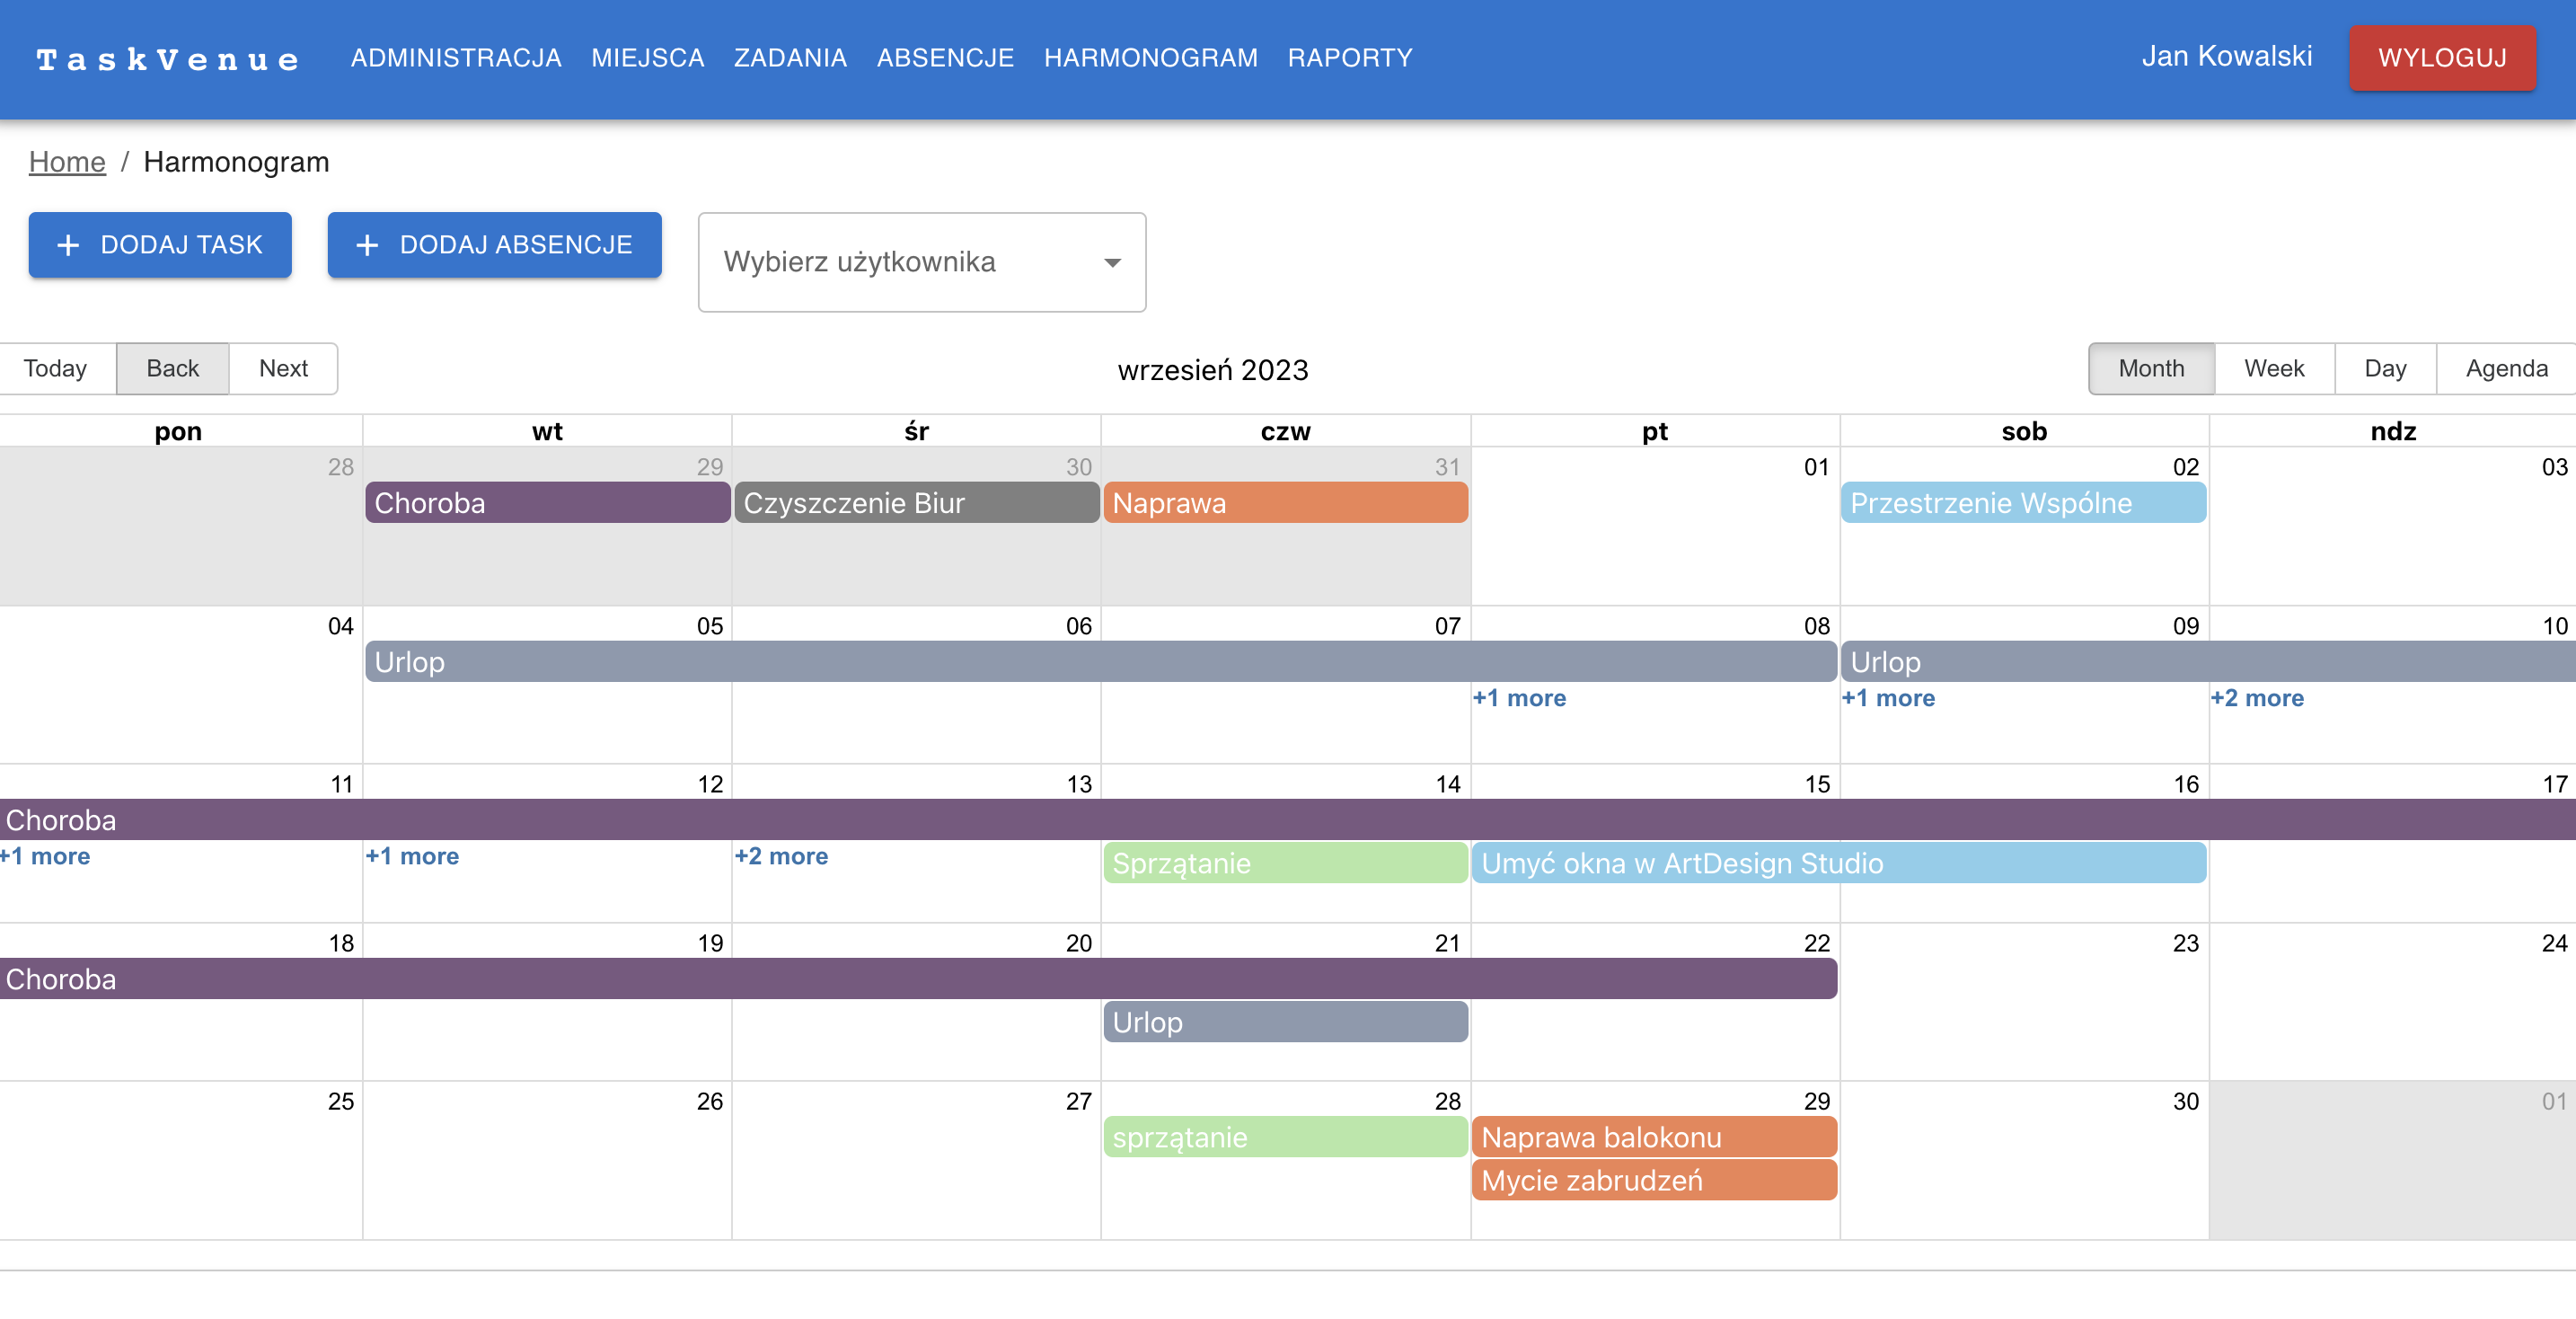 TaskVenue ADMINISTRACJA MIEJSCA ZADANIA ABSENCJE HARMONOGRAM RAPORTY Jan Kowalski WYLOGUJ
Home / Harmonogram
+ DODAJ TASK + DODAJ ABSENCJE Wybierz użytkownika
Today Back Next wrzesień 2023 Month Week Day Agenda
pon wt śr czw pt sob ndz
28 29 30 31 01 02 03
Choroba Czyszczenie Biur Naprawa Przestrzenie Wspólne
04 05 06 07 08 09 10
Urlop Urlop
+1 more +1 more +2 more
11 12 13 14 15 16 17
Choroba
+1 more +1 more +2 more Sprzątanie Umyć okna w ArtDesign Studio
18 19 20 21 22 23 24
Choroba
Urlop
25 26 27 28 29 30 01
sprzątanie Naprawa balokonu
Mycie zabrudzeń